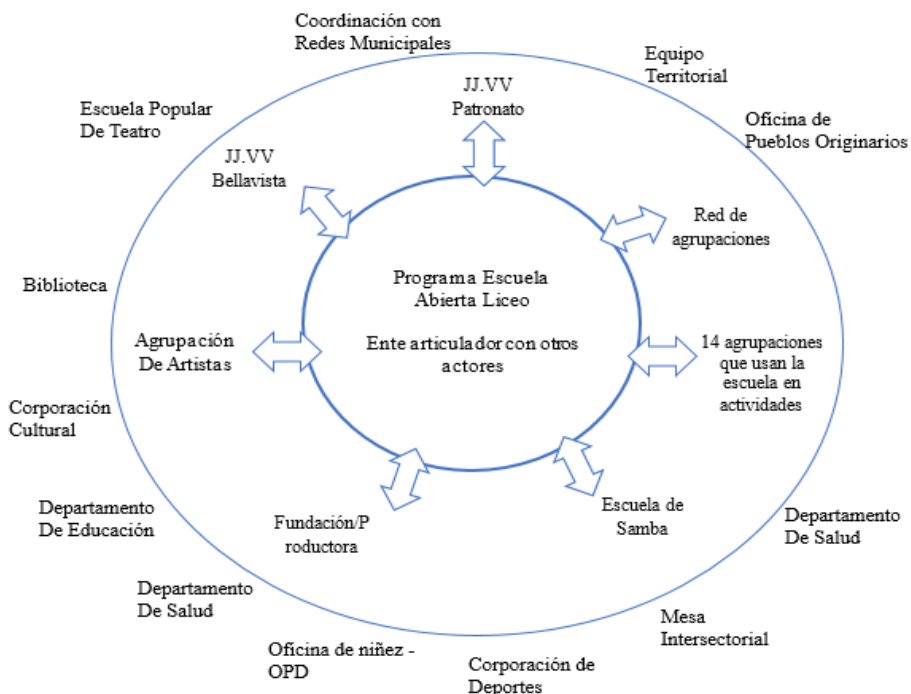 Coordinación con
Redes Municipales
Equipo
Territorial
Escuela Popular
De Teatro
JJ.VV
Patronato
Oficina de
Pueblos Originarios
JJ.VV
Bellavista
Red de
agrupaciones
Programa Escuela
Abierta Liceo
Ente articulador con otros
actores
Biblioteca
Agrupación
De Artistas
14 agrupaciones
que usan la
escuela en
actividades
Corporación
Cultural
Departamento
De Educación
Fundación/P
roductora
Escuela de
Samba
Departamento
De Salud
Departamento
De Salud
Mesa
Intersectorial
Oficina de niñez -
OPD
Corporación de
Deportes